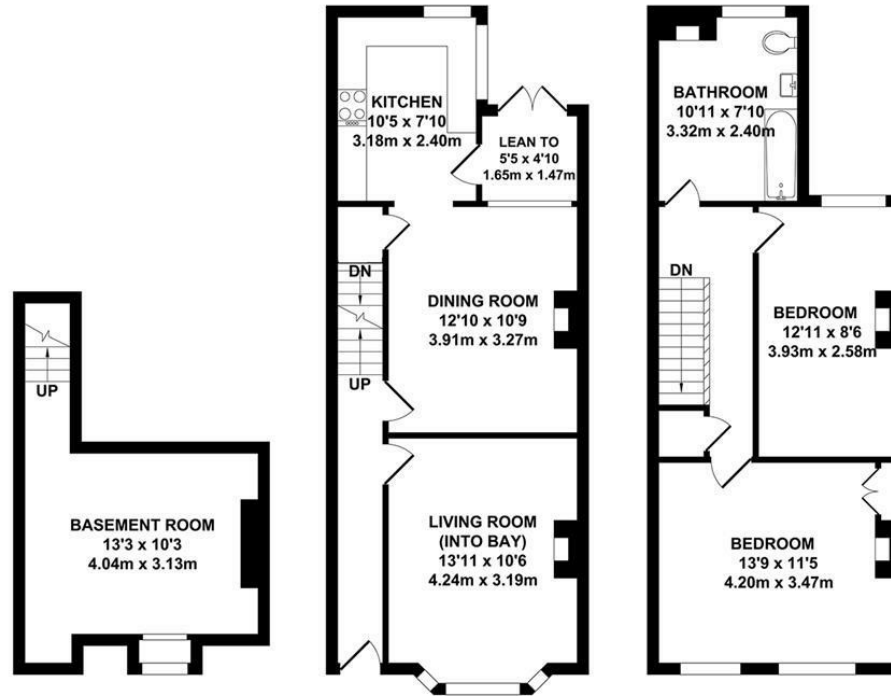 UP
BASEMENT ROOM
13'3 x 10'3
4.04m x 3.13m
KITCHEN
10'5 x 7'10
3.18m x 2.40m
LEAN TO
5'5 x 4'10
1.65m x 1.47m
DN
UP
DINING ROOM
12'10 x 10'9
3.91m x 3.27m
LIVING ROOM
(INTO BAY)
13'11 x 10'6
4.24m x 3.19m
BATHROOM
10'11 x 7'10
3.32m x 2.40m
DN
BEDROOM
12'11 x 8'6
3.93m x 2.58m
BEDROOM
13'9 x 11'5
4.20m x 3.47m